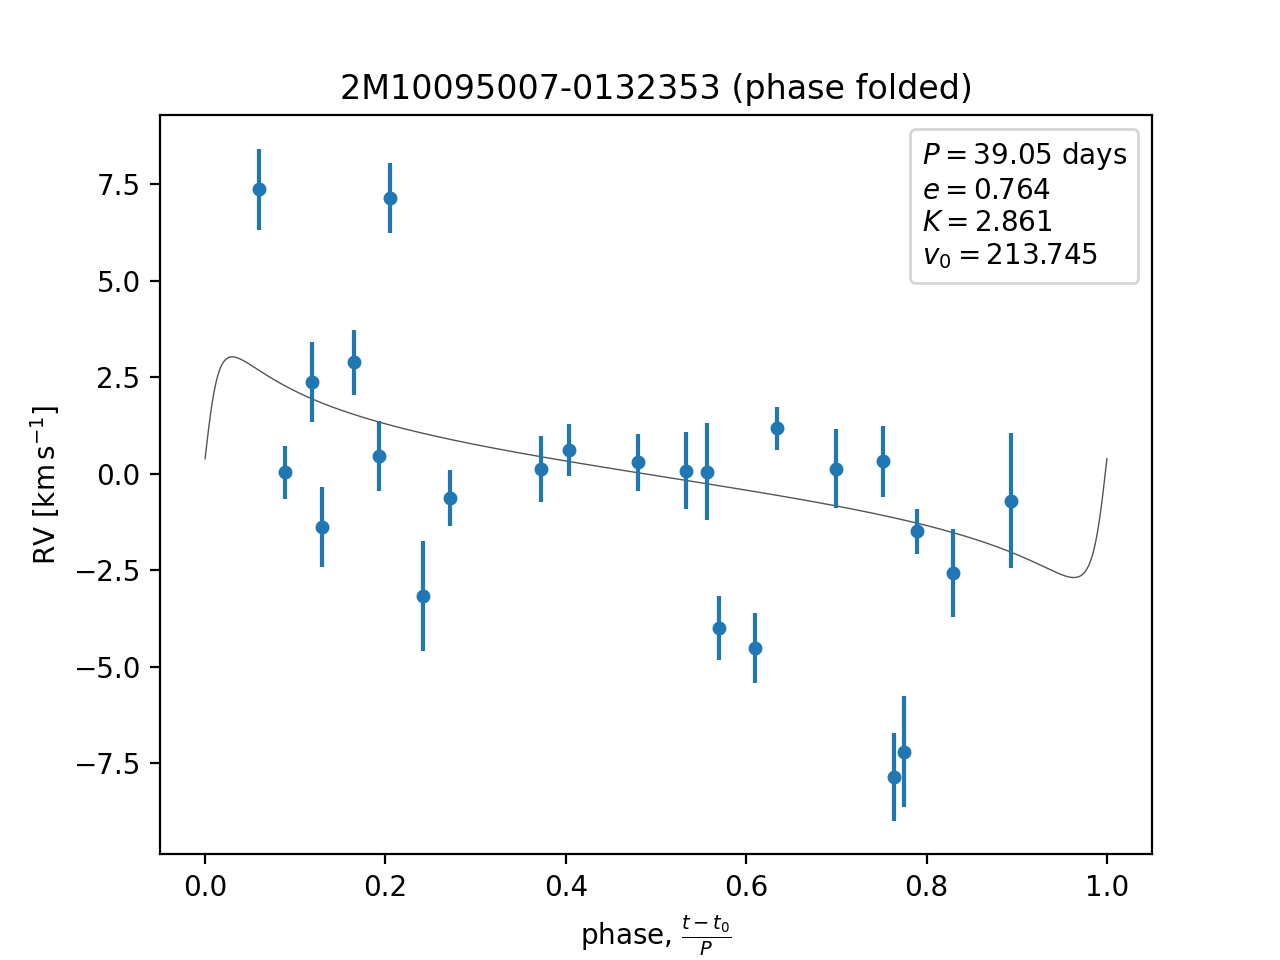 2M10095007-0132353 (phase folded)
P = 39.05 days
e = 0.764
K = 2.861
v₀ = 213.745
RV [km s⁻¹]
7.5
5.0
2.5
0.0
−2.5
−5.0
−7.5
0.0 0.2 0.4 0.6 0.8 1.0
phase, (t − t₀)/P